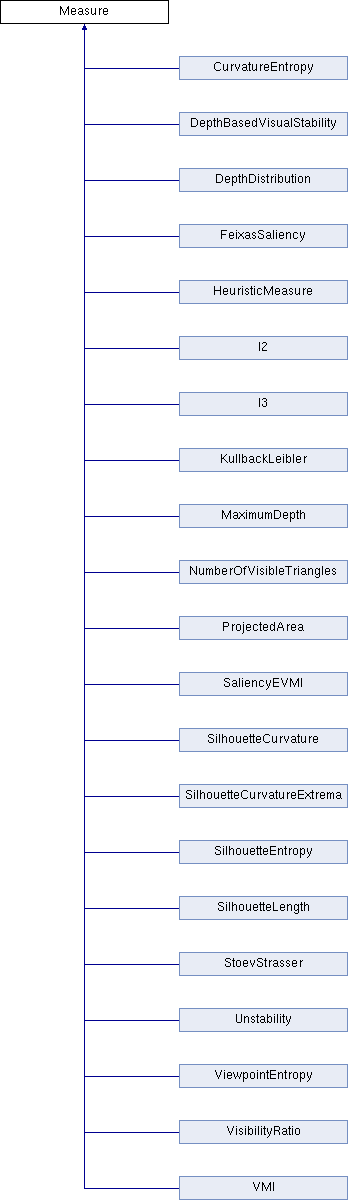 Measure
CurvatureEntropy
DepthBasedVisualStability
DepthDistribution
FeixasSaliency
HeuristicMeasure
I2
I3
KullbackLeibler
MaximumDepth
NumberOfVisibleTriangles
ProjectedArea
SaliencyEVMI
SilhouetteCurvature
SilhouetteCurvatureExtrema
SilhouetteEntropy
SilhouetteLength
StoevStrasser
Unstability
ViewpointEntropy
VisibilityRatio
VMI